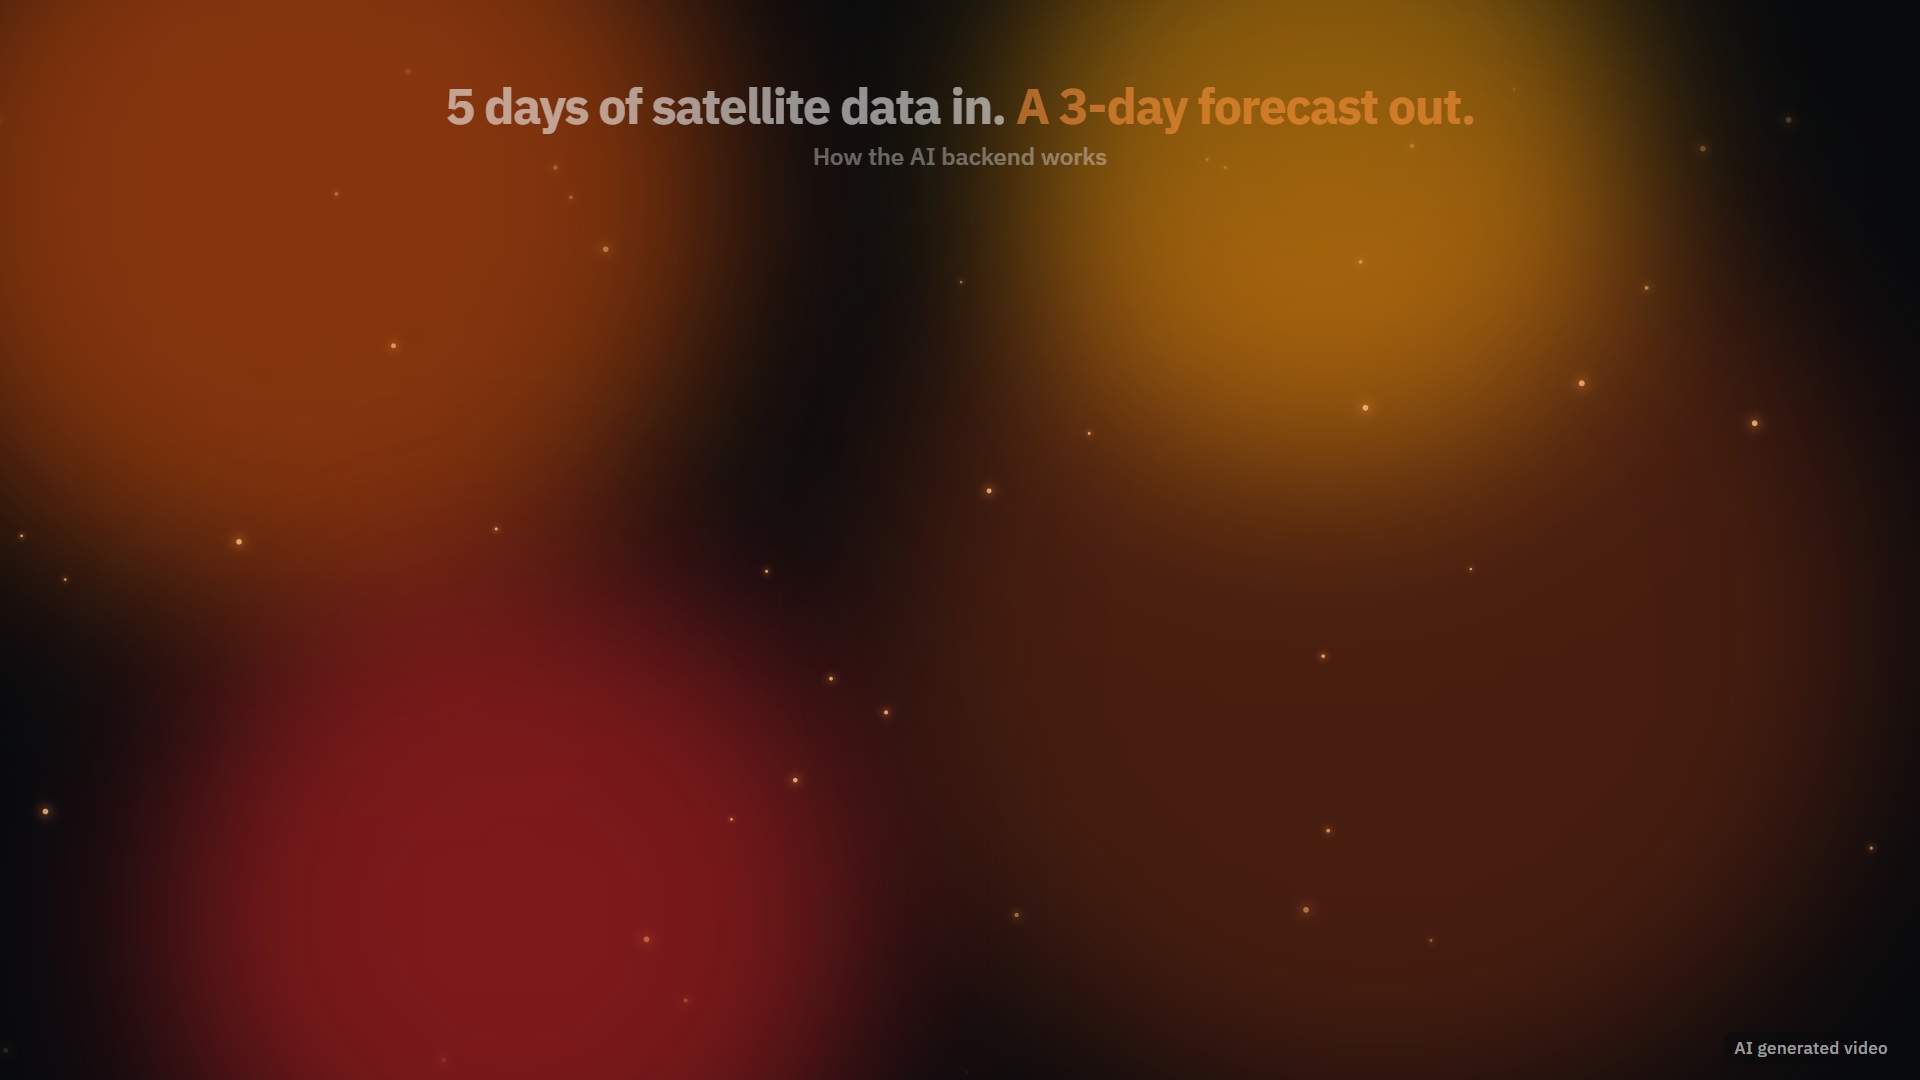 5 days of satellite data in. A 3-day forecast out.
How the AI backend works
AI generated video